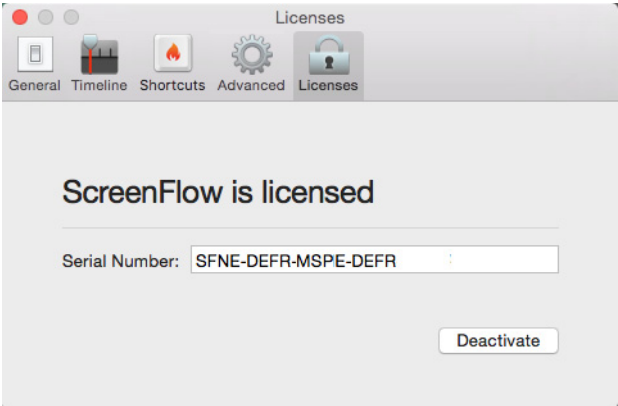 Licenses
General Timeline Shortcuts Advanced Licenses
ScreenFlow is licensed
Serial Number: SFNE-DEFR-MSPE-DEFR
Deactivate